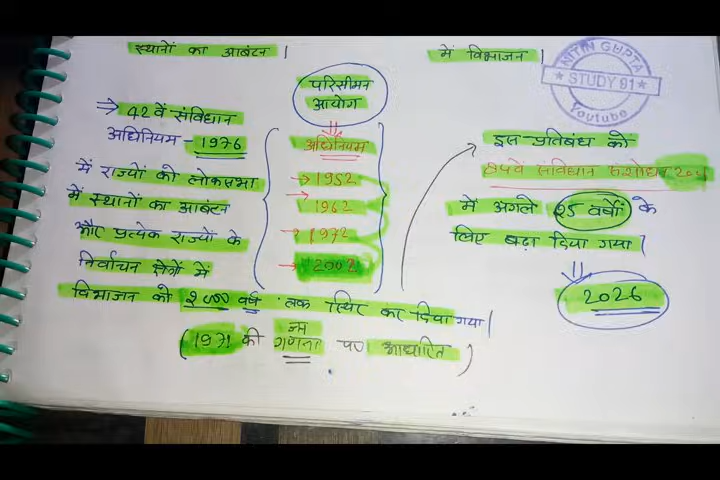 स्थानों का आबंटन |
में विभाजन |
NITIN GUPTA
STUDY 91
Youtube
परिसीमन
आयोग
अधिनियम
→ 1952
→ 1962
→ 1972
→ 2002
⇒ 42वें संविधान
अधिनियम - 1976
में राज्यों को लोकसभा
में स्थानों का आबंटन
और प्रत्येक राज्यों के
निर्वाचन क्षेत्रों में
विभाजन को 2000 वर्ष तक स्थिर कर दिया गया |
(1971 की जन गणना पर आधारित)
इस प्रतिबंध को
84वें संविधान संशोधन
में अगले 25 वर्षों के
लिए बढ़ा दिया गया |
2026